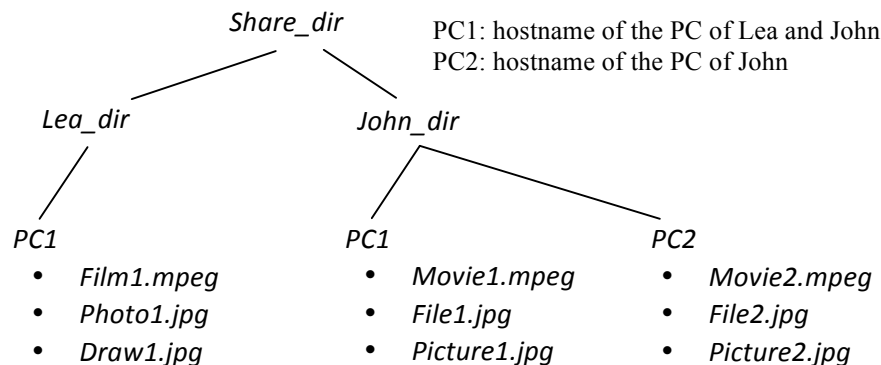 Share_dir
PC1: hostname of the PC of Lea and John
PC2: hostname of the PC of John
Lea_dir
John_dir
PC1
• Film1.mpeg
• Photo1.jpg
• Draw1.jpg
PC1
• Movie1.mpeg
• File1.jpg
• Picture1.jpg
PC2
• Movie2.mpeg
• File2.jpg
• Picture2.jpg